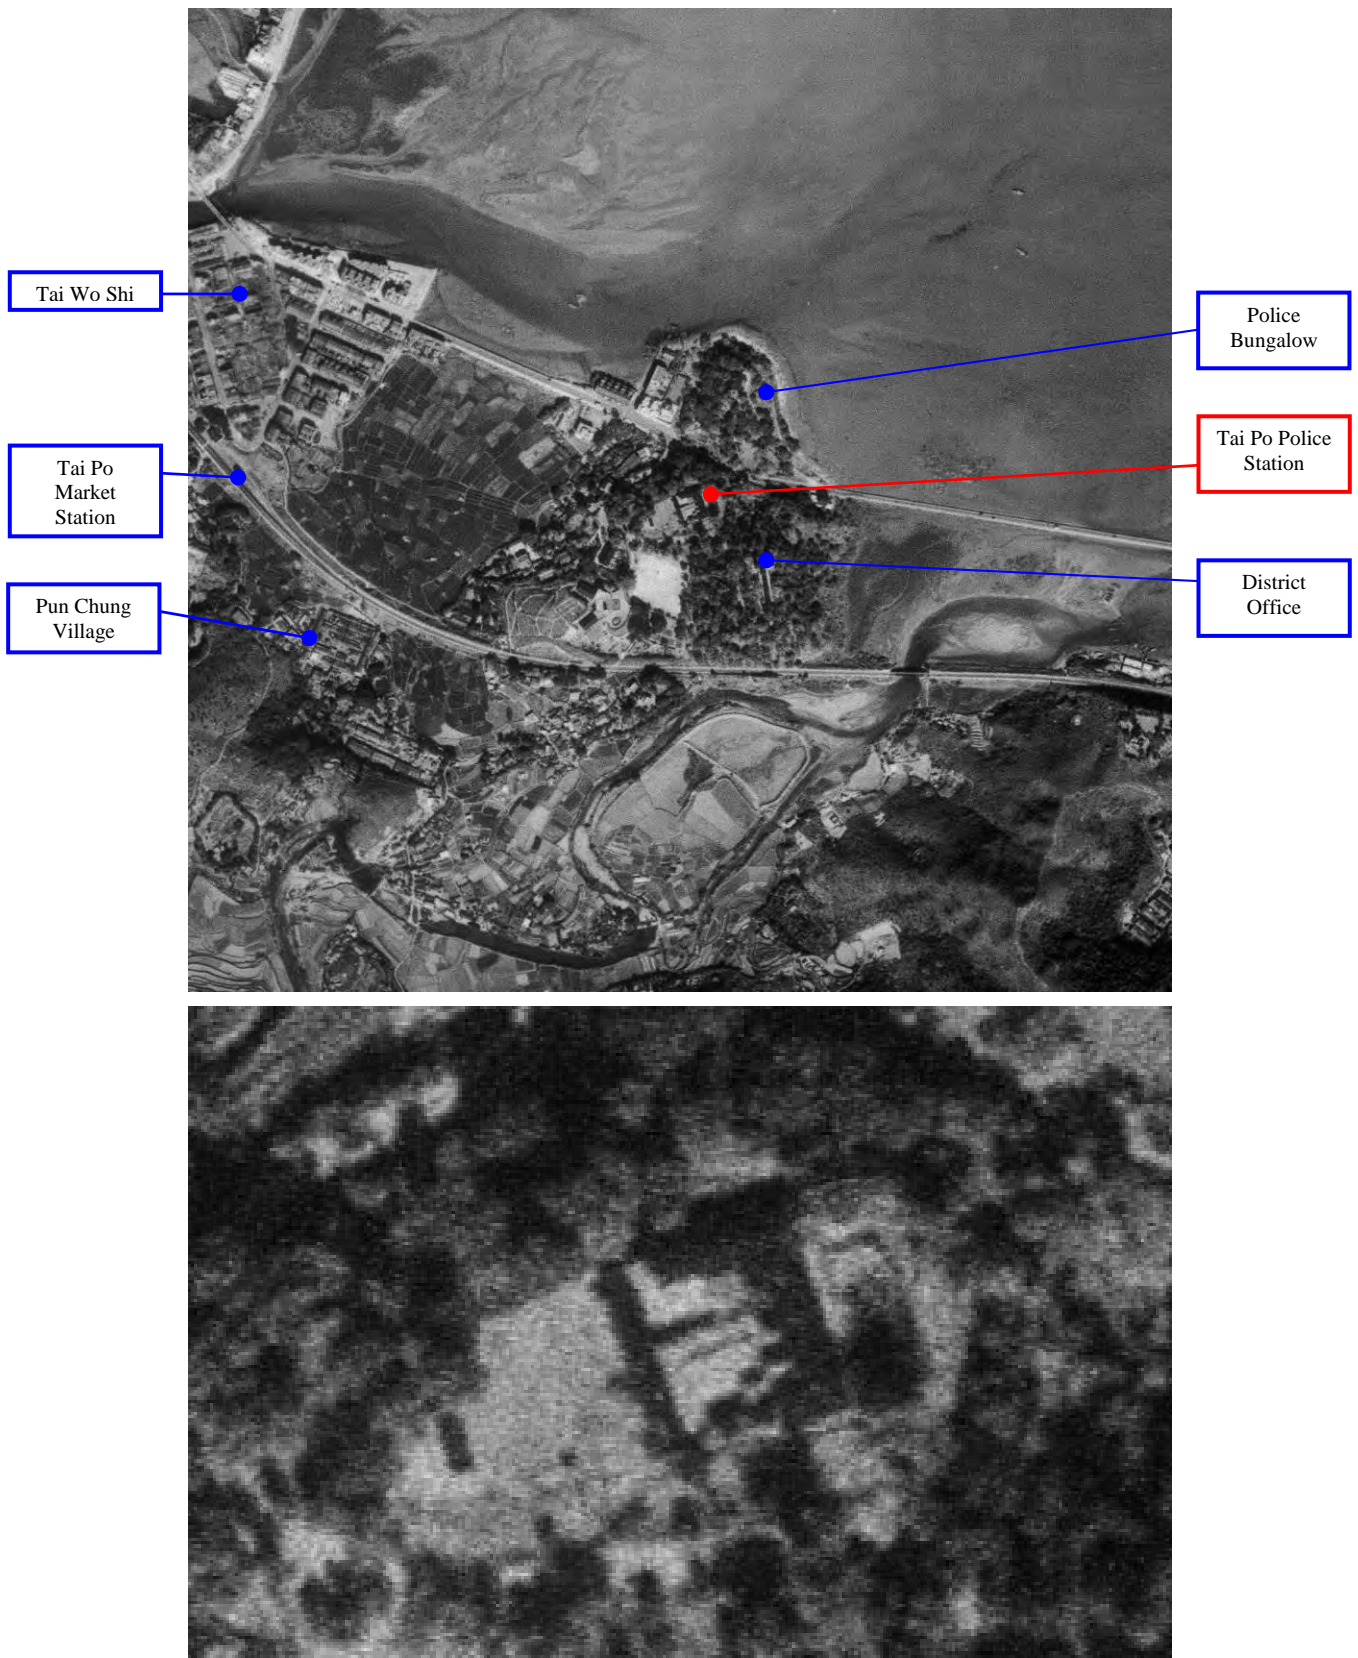 Tai Wo Shi
Tai Po
Market
Station
Pun Chung
Village
Police
Bungalow
Tai Po Police
Station
District
Office